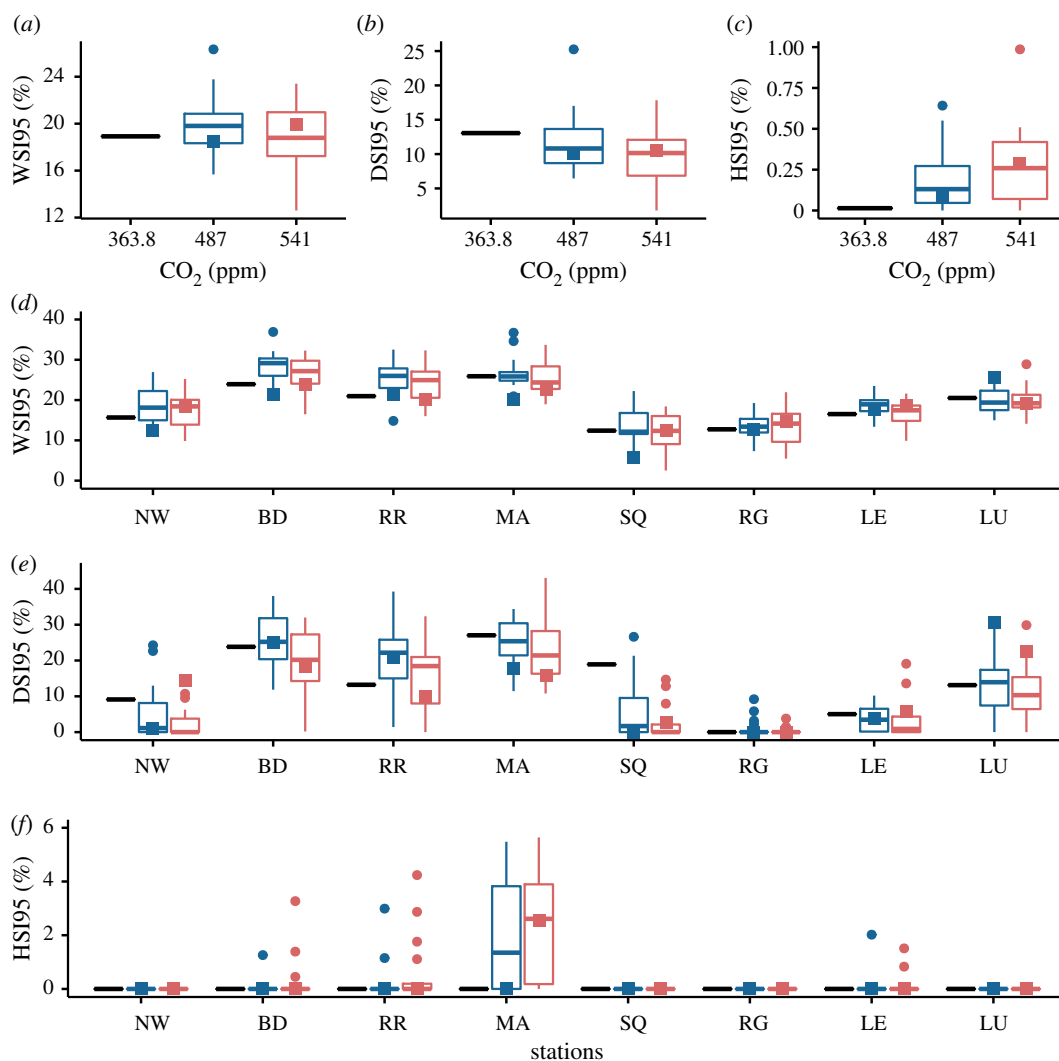 (a)
(b)
(c)
WSI95 (%)
24
20
16
12
363.8 487 541
CO2 (ppm)
DSI95 (%)
25
20
15
10
5
363.8 487 541
CO2 (ppm)
HSI95 (%)
1.00
0.75
0.50
0.25
0
363.8 487 541
CO2 (ppm)
(d)
WSI95 (%)
40
30
20
10
0
NW BD RR MA SQ RG LE LU
(e)
DSI95 (%)
40
30
20
10
0
NW BD RR MA SQ RG LE LU
(f)
HSI95 (%)
6
4
2
0
NW BD RR MA SQ RG LE LU
stations